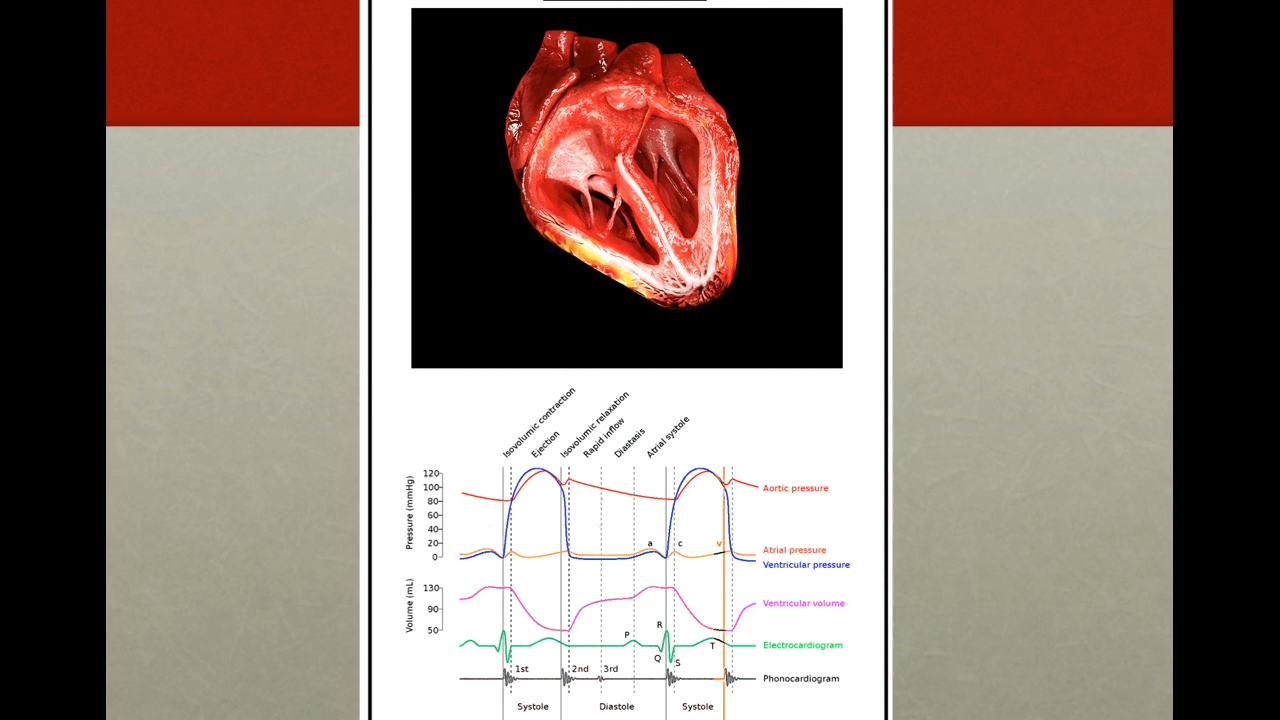 Isovolumic contraction
Ejection
Isovolumic relaxation
Rapid inflow
Diastasis
Atrial systole
Pressure (mmHg)
120
100
80
60
40
20
0
a
c
v
Aortic pressure
Atrial pressure
Ventricular pressure
Volume (mL)
130
90
50
Ventricular volume
R
P
Q
S
T
Electrocardiogram
1st
2nd
3rd
Phonocardiogram
Systole
Diastole
Systole